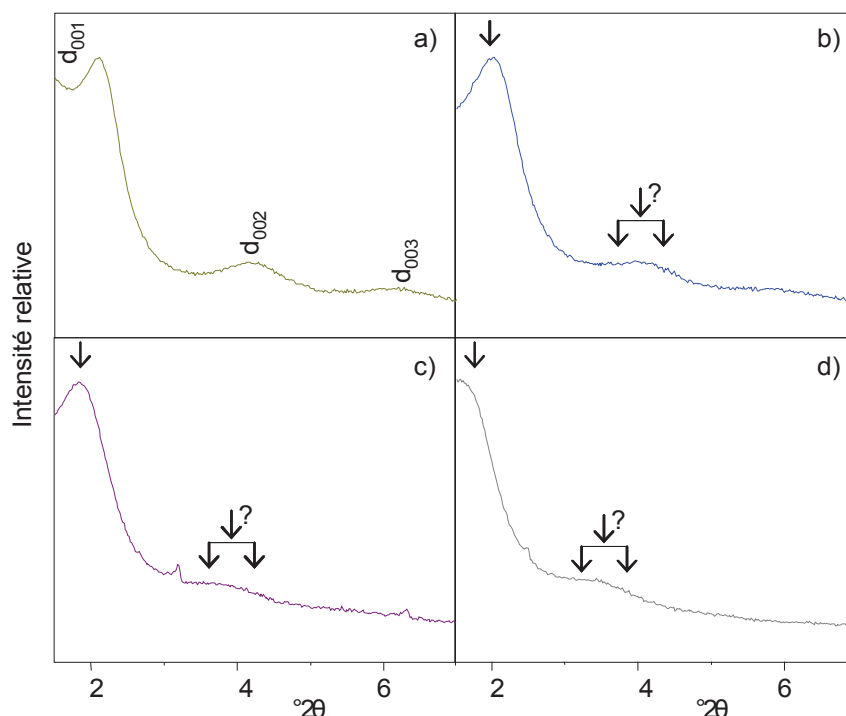 a)
d001
d002
d003
b)
?
c)
?
d)
?
Intensité relative
2
4
6
2
4
6
°2θ
°2θ